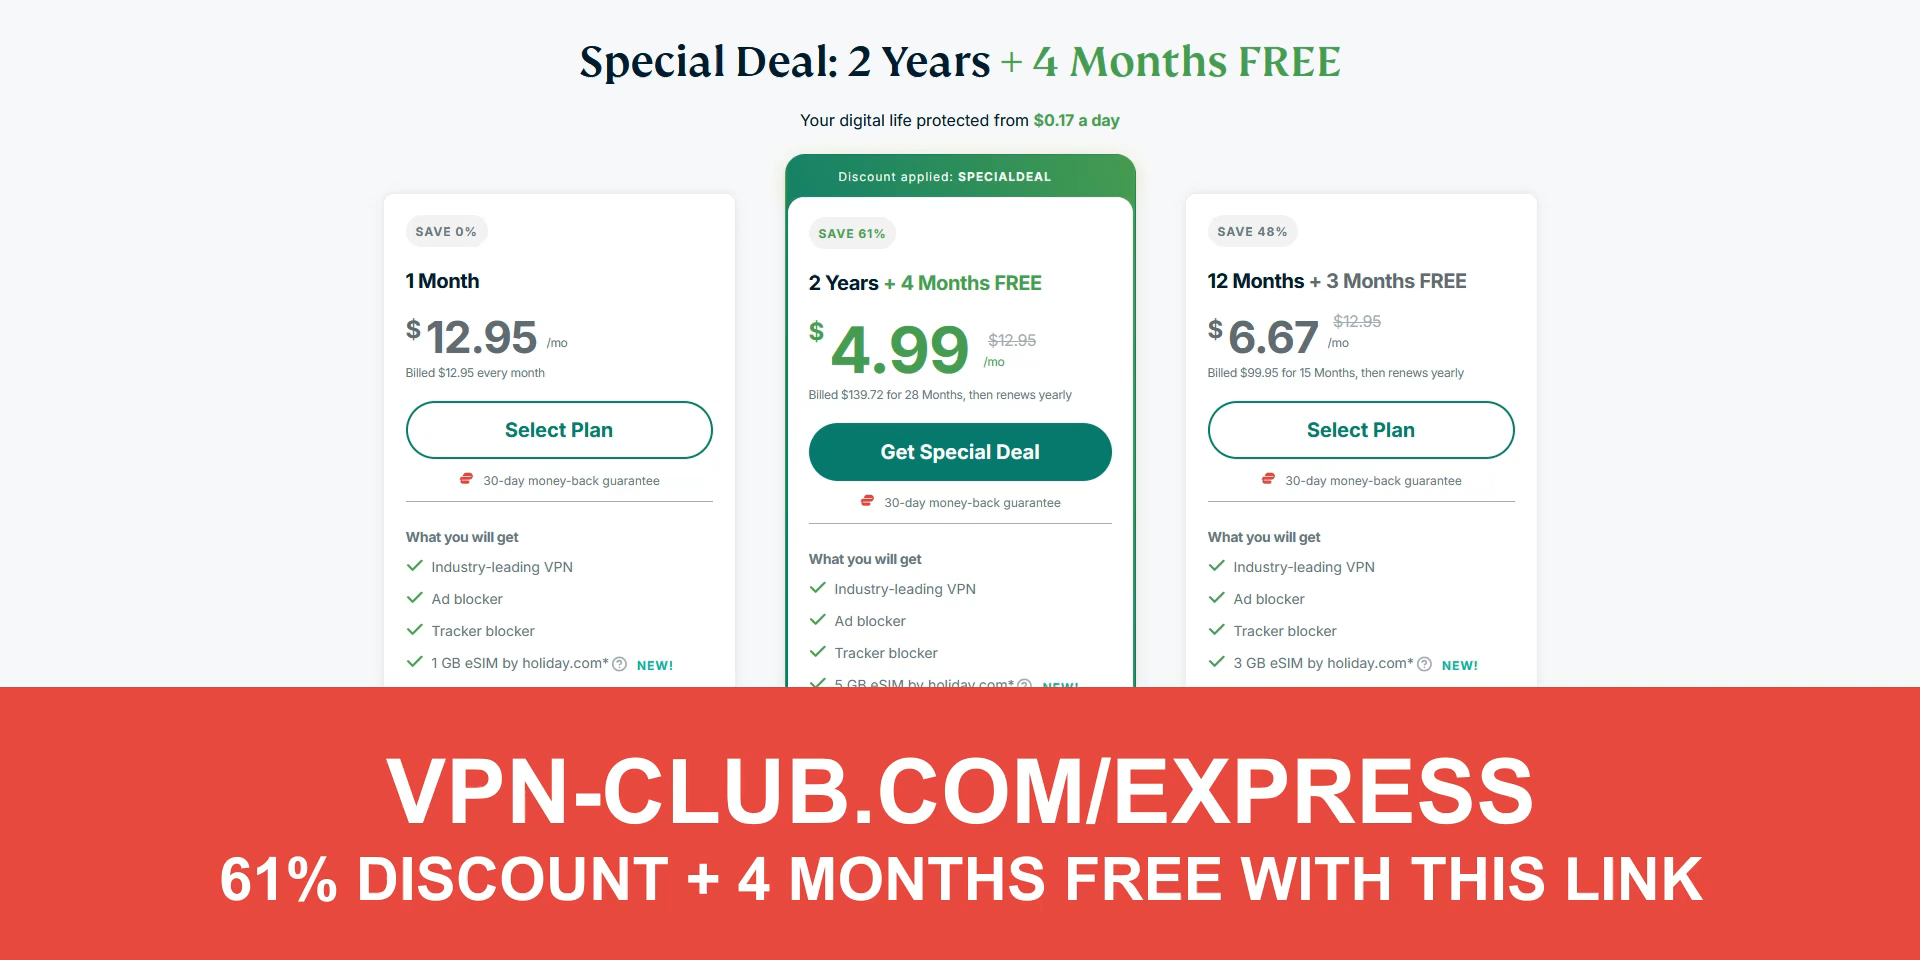 Special Deal: 2 Years + 4 Months FREE
Your digital life protected from $0.17 a day
SAVE 0%
1 Month
$12.95 /mo
Billed $12.95 every month
Select Plan
30-day money-back guarantee
What you will get
Industry-leading VPN
Ad blocker
Tracker blocker
1 GB eSIM by holiday.com* NEW!
Discount applied: SPECIALDEAL
SAVE 61%
2 Years + 4 Months FREE
$4.99 $12.95 /mo
Billed $139.72 for 28 Months, then renews yearly
Get Special Deal
30-day money-back guarantee
What you will get
Industry-leading VPN
Ad blocker
Tracker blocker
5 GB eSIM by holiday.com* NEW!
SAVE 48%
12 Months + 3 Months FREE
$6.67 $12.95 /mo
Billed $99.95 for 15 Months, then renews yearly
Select Plan
30-day money-back guarantee
What you will get
Industry-leading VPN
Ad blocker
Tracker blocker
3 GB eSIM by holiday.com* NEW!
VPN-CLUB.COM/EXPRESS
61% DISCOUNT + 4 MONTHS FREE WITH THIS LINK